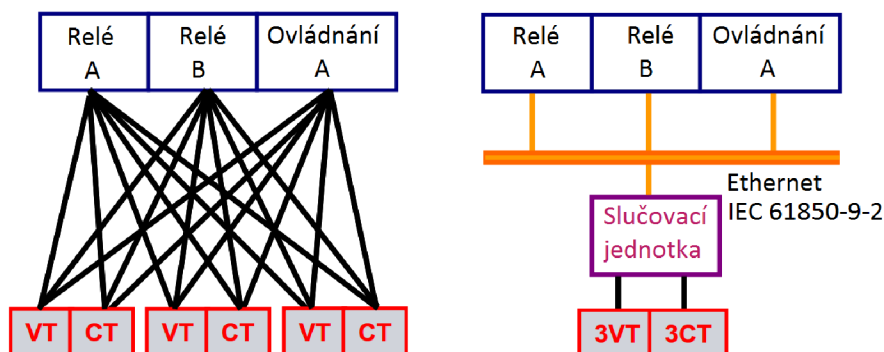 Relé
A
Relé
B
Ovládnání
A
VT CT VT CT VT CT
Relé
A
Relé
B
Ovládnání
A
Ethernet
IEC 61850-9-2
Slučovací
jednotka
3VT 3CT